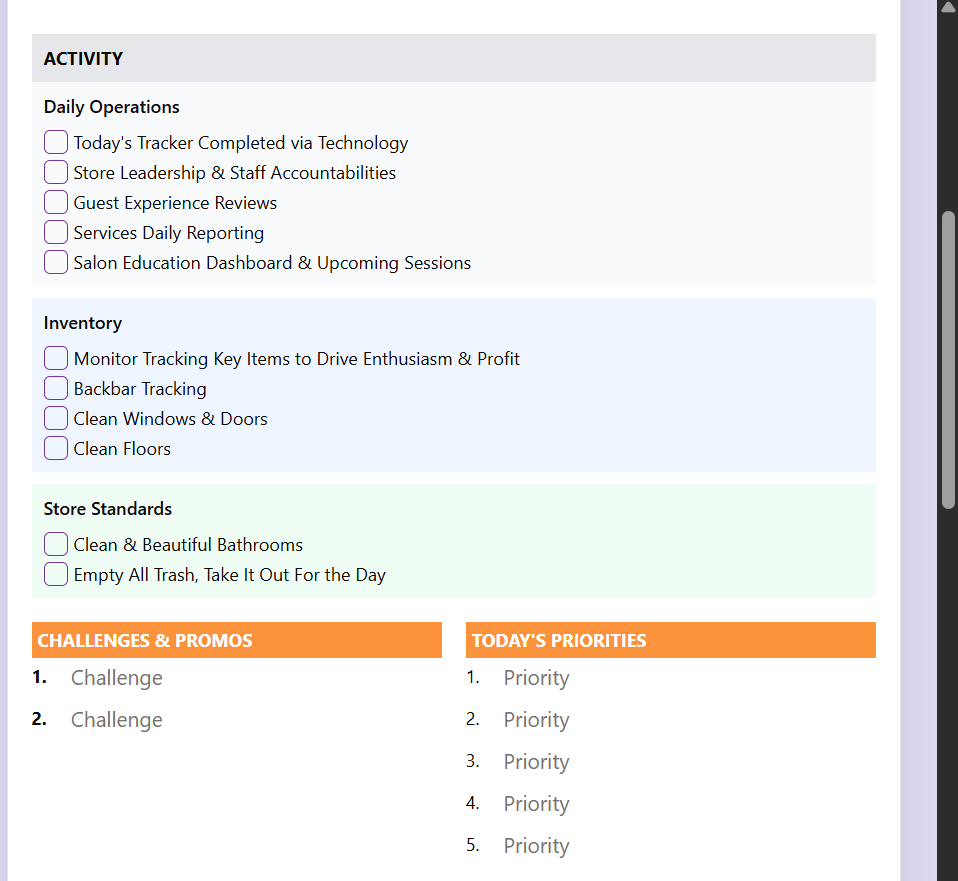 ACTIVITY
Daily Operations
Today's Tracker Completed via Technology
Store Leadership & Staff Accountabilities
Guest Experience Reviews
Services Daily Reporting
Salon Education Dashboard & Upcoming Sessions
Inventory
Monitor Tracking Key Items to Drive Enthusiasm & Profit
Backbar Tracking
Clean Windows & Doors
Clean Floors
Store Standards
Clean & Beautiful Bathrooms
Empty All Trash, Take It Out For the Day
CHALLENGES & PROMOS
1. Challenge
2. Challenge
TODAY'S PRIORITIES
1. Priority
2. Priority
3. Priority
4. Priority
5. Priority